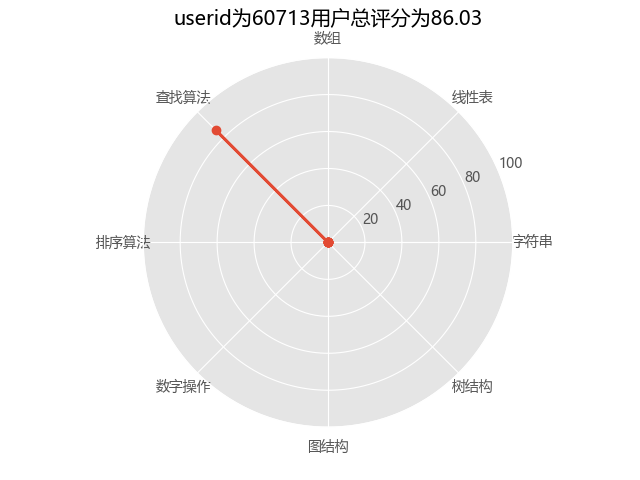 userid为60713用户总评分为86.03
数组
查找算法
线性表
100
80
60
40
20
排序算法
字符串
数字操作
树结构
图结构